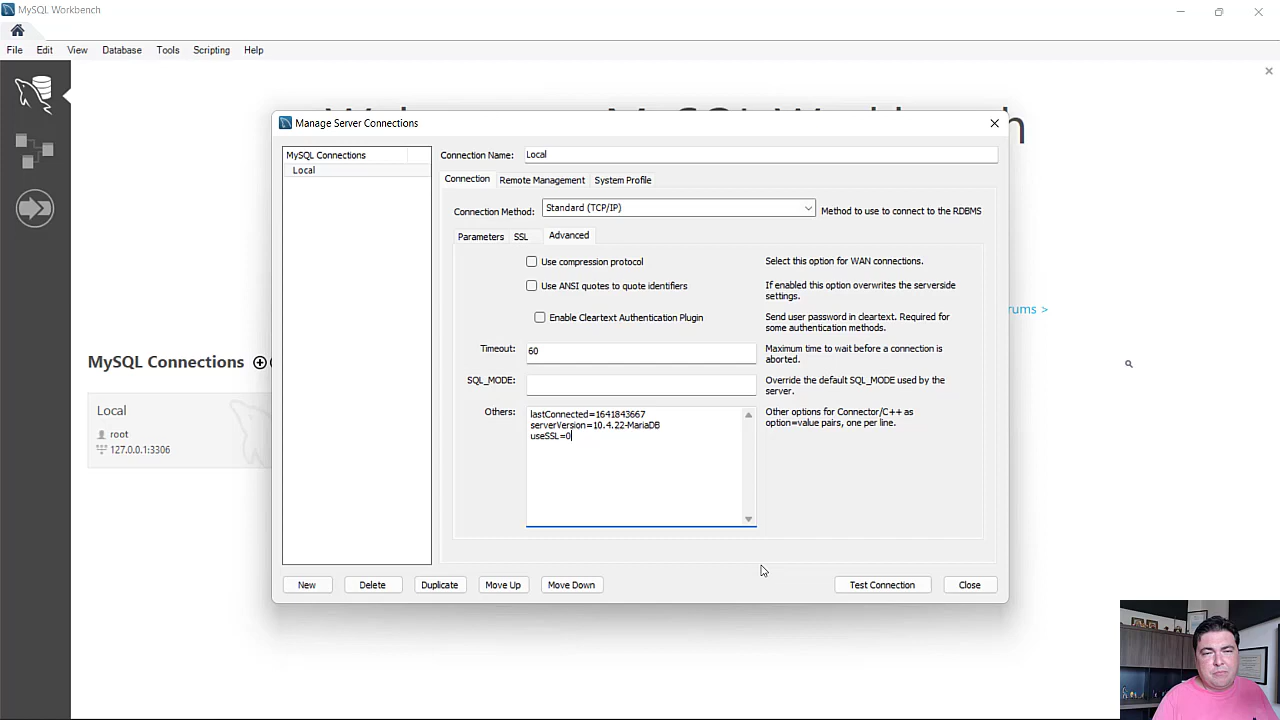 MySQL Workbench
File Edit View Database Tools Scripting Help
Manage Server Connections
MySQL Connections
Local
Connection Name: Local
Connection Remote Management System Profile
Connection Method: Standard (TCP/IP) Method to use to connect to the RDBMS
Parameters SSL Advanced
Use compression protocol Select this option for WAN connections.
Use ANSI quotes to quote identifiers If enabled this option overwrites the serverside
settings.
Enable Cleartext Authentication Plugin Send user password in cleartext. Required for
some authentication methods.
Timeout: 60 Maximum time to wait before a connection is
aborted.
SQL_MODE: Override the default SQL_MODE used by the
server.
Others: lastConnected=1641843667
serverVersion=10.4.22-MariaDB
useSSL=0
Other options for Connector/C++ as
option=value pairs, one per line.
New Delete Duplicate Move Up Move Down Test Connection Close
rums >
MySQL Connections
Local
root
127.0.0.1:3306